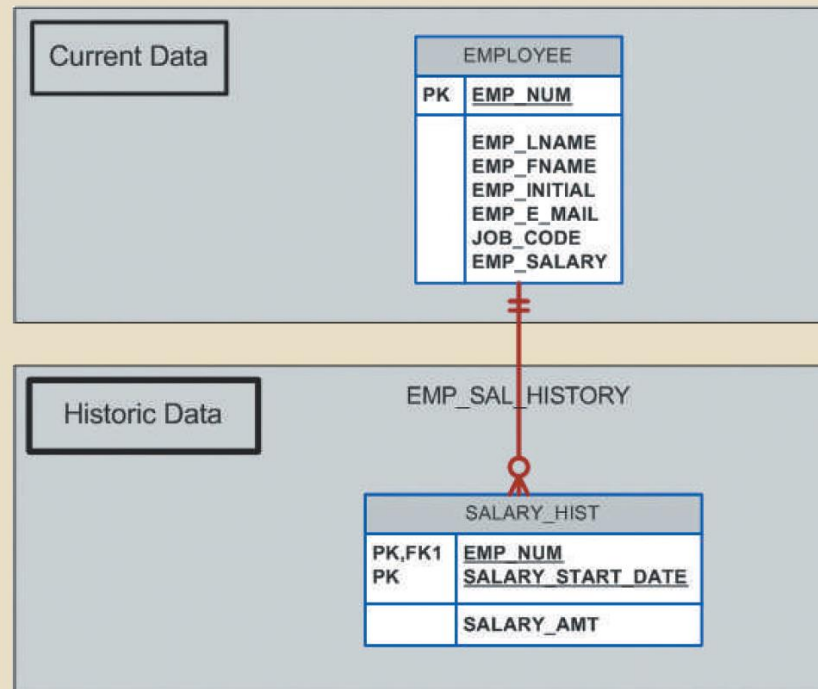 Current Data
EMPLOYEE
PK EMP_NUM
EMP_LNAME
EMP_FNAME
EMP_INITIAL
EMP_E_MAIL
JOB_CODE
EMP_SALARY
Historic Data
EMP_SAL_HISTORY
SALARY_HIST
PK,FK1 EMP_NUM
PK SALARY_START_DATE
SALARY_AMT